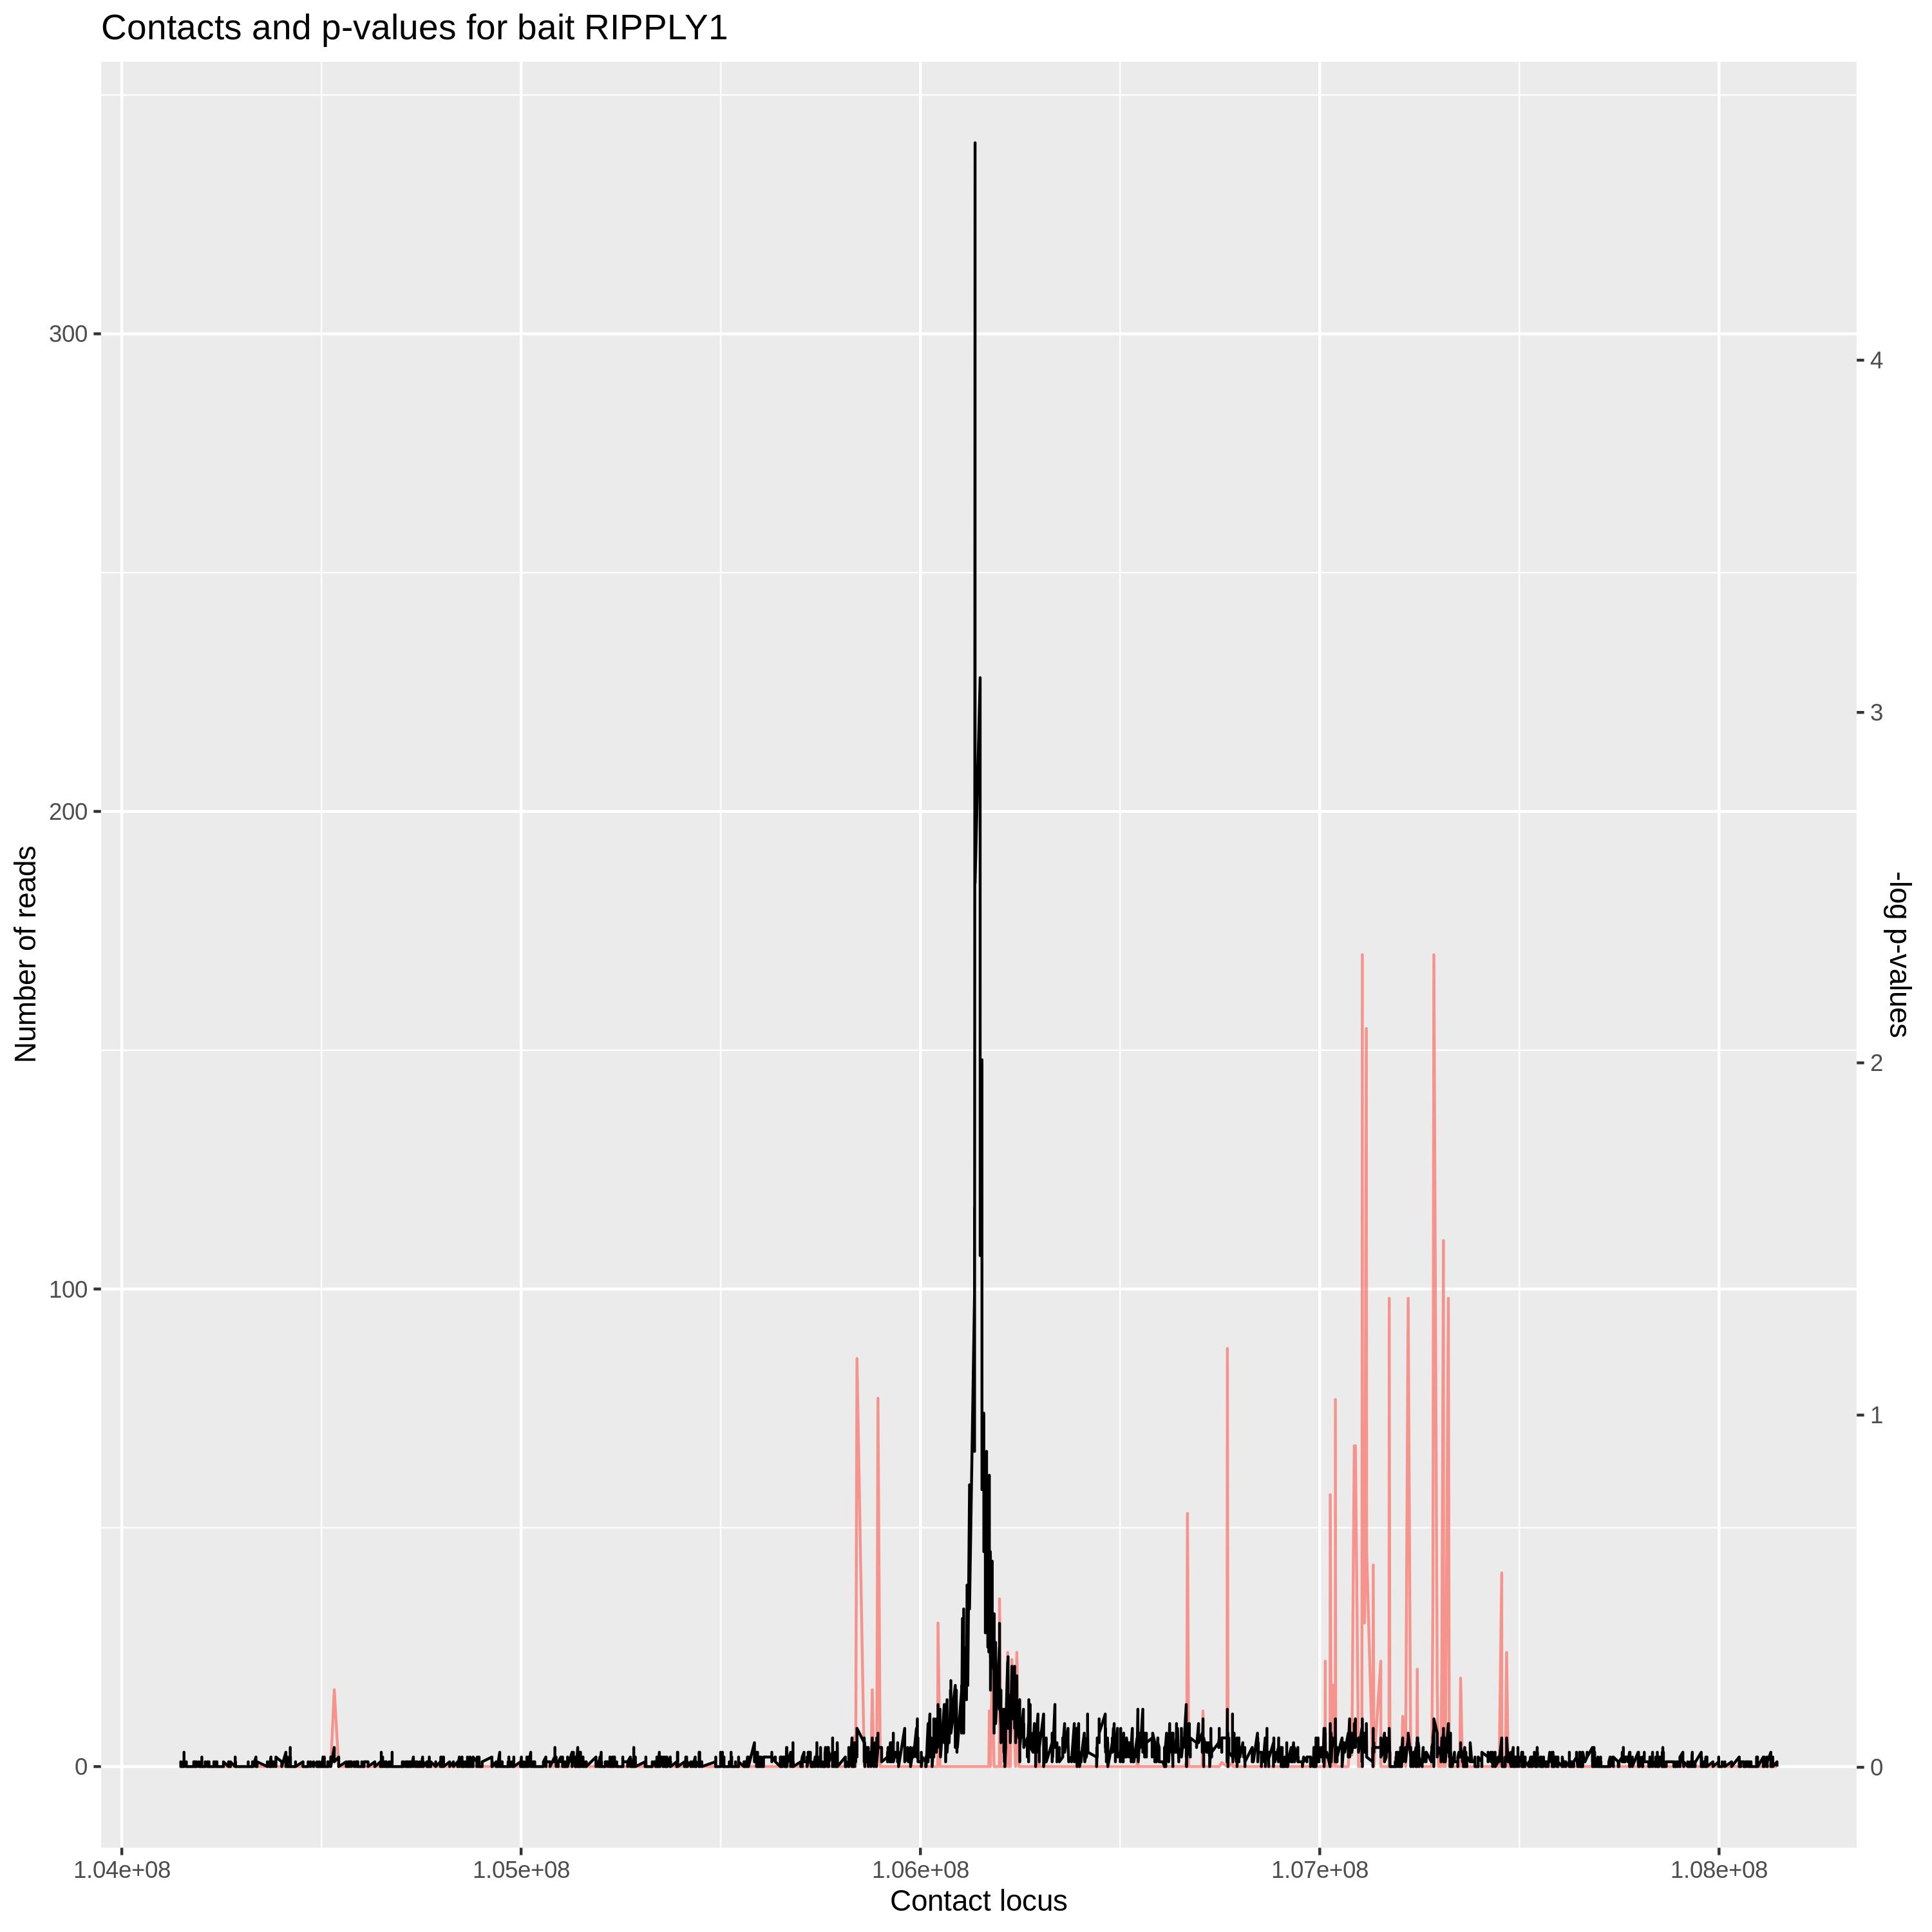 Contacts and p-values for bait RIPPLY1
300
200
100
0
Number of reads
4
3
2
1
0
-log p-values
1.04e+08 1.05e+08 1.06e+08 1.07e+08 1.08e+08
Contact locus